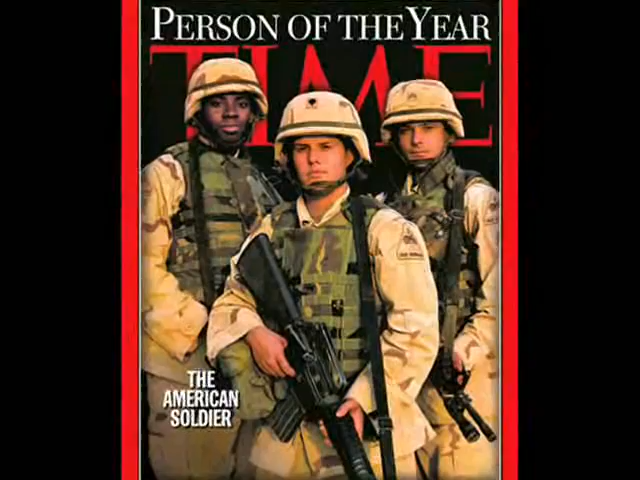 PERSON OF THE YEAR
TIME
THE
AMERICAN
SOLDIER